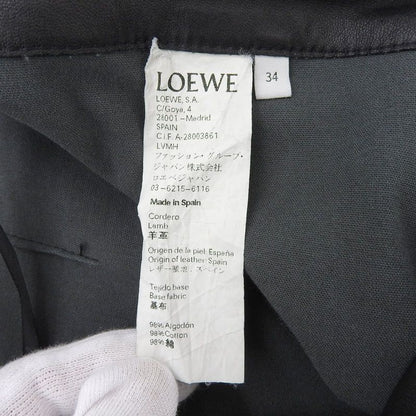 LOEWE
34
LOEWE, S.A.
C/Goya, 4
28001-Madrid
SPAIN
C.I.F. A-28003861
LVMH
ファッション・グループ・
ジャパン株式会社
ロエベジャパン
03-6215-6116
Made in Spain
Cordero
Lamb
羊革
Origen de la piel: España
Origin of leather: Spain
レザー原産:スペイン
Tejido base
Base fabric
基布
98% Algodón
98% Cotton
98% 綿